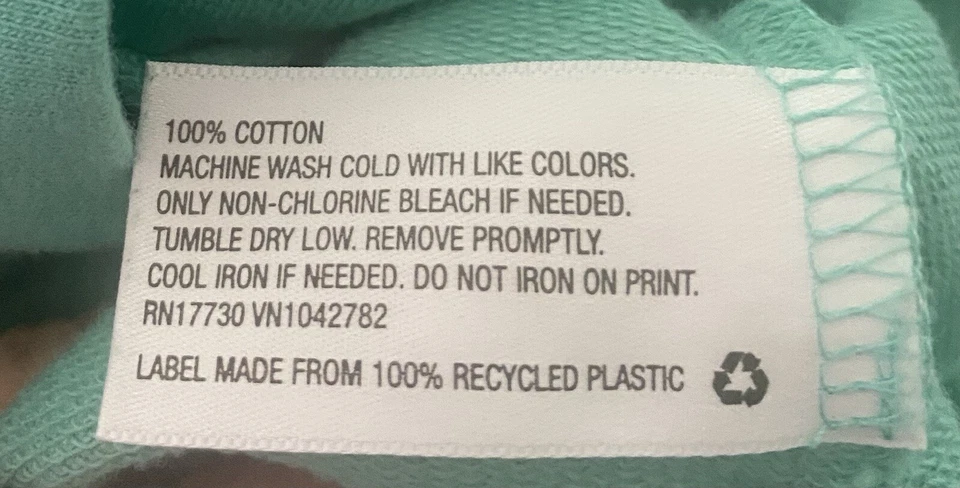 100% COTTON
MACHINE WASH COLD WITH LIKE COLORS.
ONLY NON-CHLORINE BLEACH IF NEEDED.
TUMBLE DRY LOW. REMOVE PROMPTLY.
COOL IRON IF NEEDED. DO NOT IRON ON PRINT.
RN17730 VN1042782
LABEL MADE FROM 100% RECYCLED PLASTIC